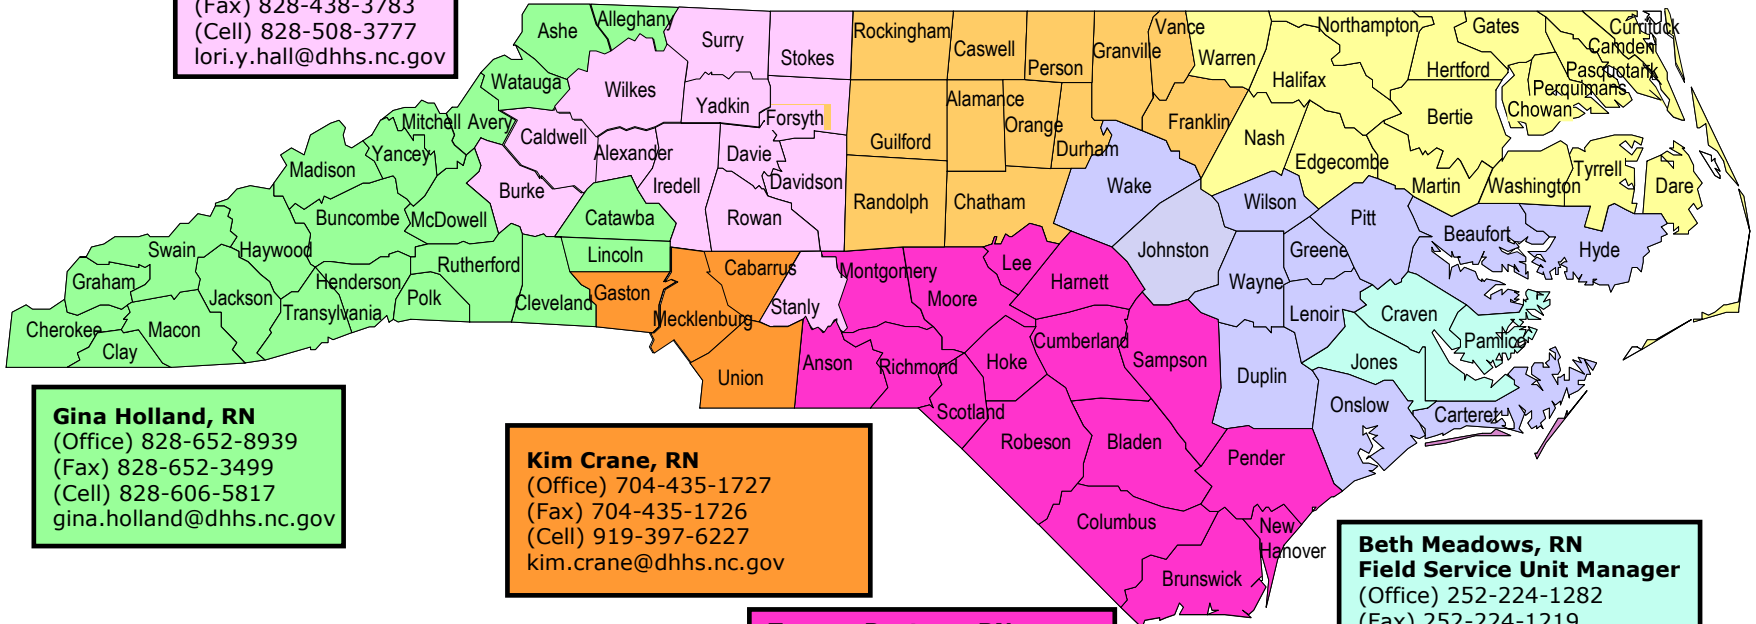 (Fax) 828-438-3783
(Cell) 828-508-3777
lori.y.hall@dhhs.nc.gov
Ashe
Alleghany
Surry
Stokes
Rockingham
Caswell
Person
Granville
Vance
Warren
Northampton
Gates
Currituck
Camden
Pasquotank
Perquimans
Chowan
Hertford
Halifax
Bertie
Watauga
Wilkes
Yadkin
Forsyth
Guilford
Alamance
Orange
Durham
Franklin
Nash
Edgecombe
Martin
Washington
Tyrrell
Dare
Mitchell
Avery
Caldwell
Alexander
Davie
Iredell
Davidson
Randolph
Chatham
Wake
Wilson
Pitt
Beaufort
Hyde
Madison
Yancey
Burke
Buncombe
McDowell
Catawba
Rowan
Johnston
Greene
Wayne
Lenoir
Craven
Pamlico
Jones
Swain
Haywood
Rutherford
Lincoln
Graham
Jackson
Henderson
Polk
Cleveland
Gaston
Cabarrus
Stanly
Montgomery
Moore
Lee
Harnett
Cherokee
Macon
Transylvania
Clay
Mecklenburg
Union
Anson
Richmond
Hoke
Cumberland
Sampson
Duplin
Onslow
Carteret
Scotland
Robeson
Bladen
Pender
Columbus
New
Hanover
Brunswick
Gina Holland, RN
(Office) 828-652-8939
(Fax) 828-652-3499
(Cell) 828-606-5817
gina.holland@dhhs.nc.gov
Kim Crane, RN
(Office) 704-435-1727
(Fax) 704-435-1726
(Cell) 919-397-6227
kim.crane@dhhs.nc.gov
Beth Meadows, RN
Field Service Unit Manager
(Office) 252-224-1282
(Fax) 252-224-1219